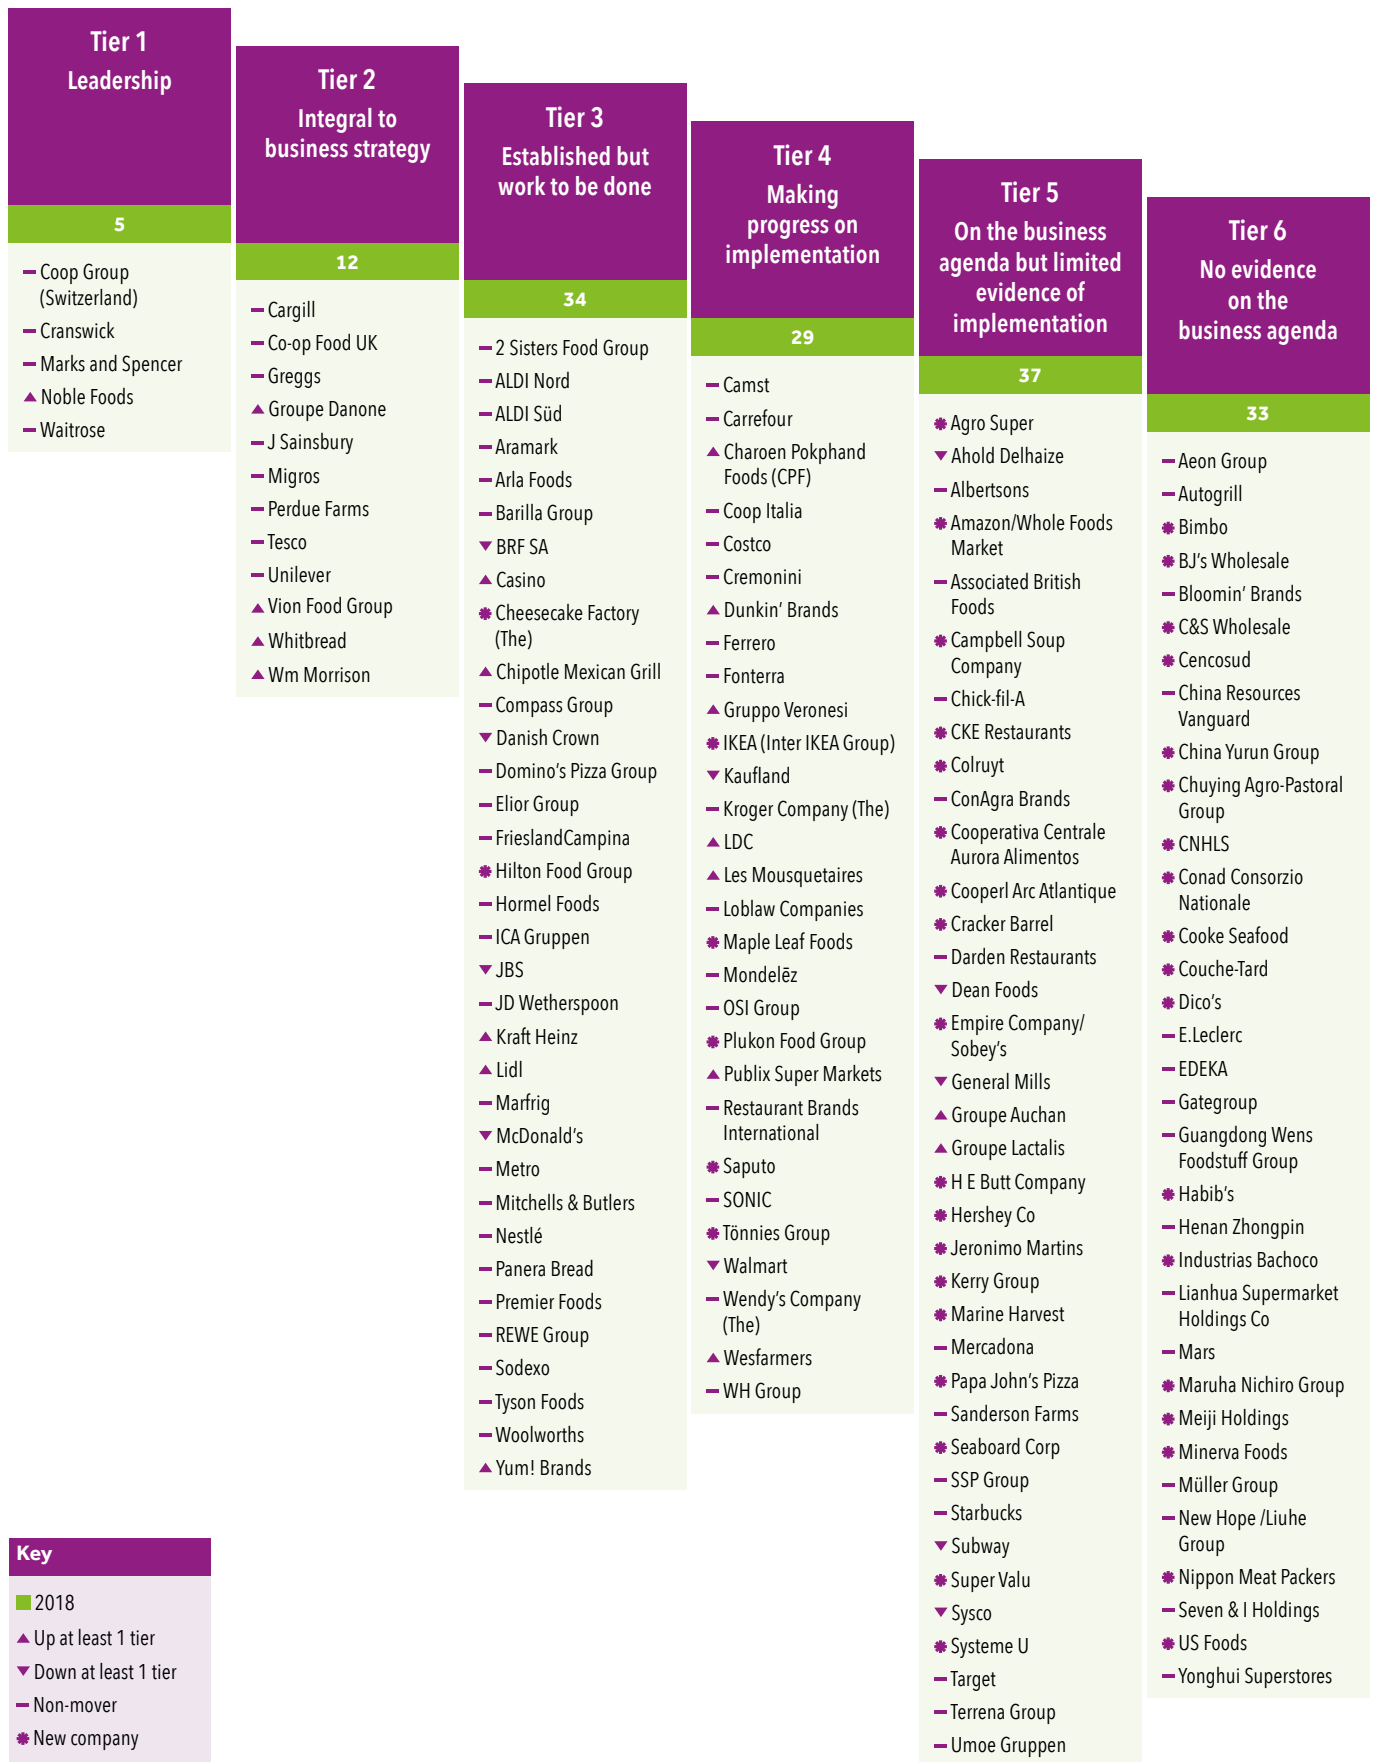 Tier 1
Leadership
5
Coop Group
(Switzerland)
Cranswick
Marks and Spencer
Noble Foods
Waitrose
Tier 2
Integral to
business strategy
12
Cargill
Co-op Food UK
Greggs
Groupe Danone
J Sainsbury
Migros
Perdue Farms
Tesco
Unilever
Vion Food Group
Whitbread
Wm Morrison
Tier 3
Established but
work to be done
34
2 Sisters Food Group
ALDI Nord
ALDI Süd
Aramark
Arla Foods
Barilla Group
BRF SA
Casino
Cheesecake Factory
(The)
Chipotle Mexican Grill
Compass Group
Danish Crown
Domino's Pizza Group
Elior Group
FrieslandCampina
Hilton Food Group
Hormel Foods
ICA Gruppen
JBS
JD Wetherspoon
Kraft Heinz
Lidl
Marfrig
McDonald's
Metro
Mitchells & Butlers
Nestlé
Panera Bread
Premier Foods
REWE Group
Sodexo
Tyson Foods
Woolworths
Yum! Brands
Tier 4
Making
progress on
implementation
29
Camst
Carrefour
Charoen Pokphand
Foods (CPF)
Coop Italia
Costco
Cremonini
Dunkin' Brands
Ferrero
Fonterra
Gruppo Veronesi
IKEA (Inter IKEA Group)
Kaufland
Kroger Company (The)
LDC
Les Mousquetaires
Loblaw Companies
Maple Leaf Foods
Mondelēz
OSI Group
Plukon Food Group
Publix Super Markets
Restaurant Brands
International
Saputo
SONIC
Tönnies Group
Walmart
Wendy's Company
(The)
Wesfarmers
WH Group
Tier 5
On the business
agenda but limited
evidence of
implementation
37
Agro Super
Ahold Delhaize
Albertsons
Amazon/Whole Foods
Market
Associated British
Foods
Campbell Soup
Company
Chick-fil-A
CKE Restaurants
Colruyt
ConAgra Brands
Cooperativa Centrale
Aurora Alimentos
Cooperl Arc Atlantique
Cracker Barrel
Darden Restaurants
Dean Foods
Empire Company/
Sobey's
General Mills
Groupe Auchan
Groupe Lactalis
H E Butt Company
Hershey Co
Jeronimo Martins
Kerry Group
Marine Harvest
Mercadona
Papa John's Pizza
Sanderson Farms
Seaboard Corp
SSP Group
Starbucks
Subway
Super Valu
Sysco
Systeme U
Target
Terrena Group
Umoe Gruppen
Tier 6
No evidence
on the
business agenda
33
Aeon Group
Autogrill
Bimbo
BJ's Wholesale
Bloomin' Brands
C&S Wholesale
Cencosud
China Resources
Vanguard
China Yurun Group
Chuying Agro-Pastoral
Group
CNHLS
Conad Consorzio
Nationale
Cooke Seafood
Couche-Tard
Dico's
E.Leclerc
EDEKA
Gategroup
Guangdong Wens
Foodstuff Group
Habib's
Henan Zhongpin
Industrias Bachoco
Lianhua Supermarket
Holdings Co
Mars
Maruha Nichiro Group
Meiji Holdings
Minerva Foods
Müller Group
New Hope /Liuhe
Group
Nippon Meat Packers
Seven & I Holdings
US Foods
Yonghui Superstores
Key
2018
Up at least 1 tier
Down at least 1 tier
Non-mover
New company